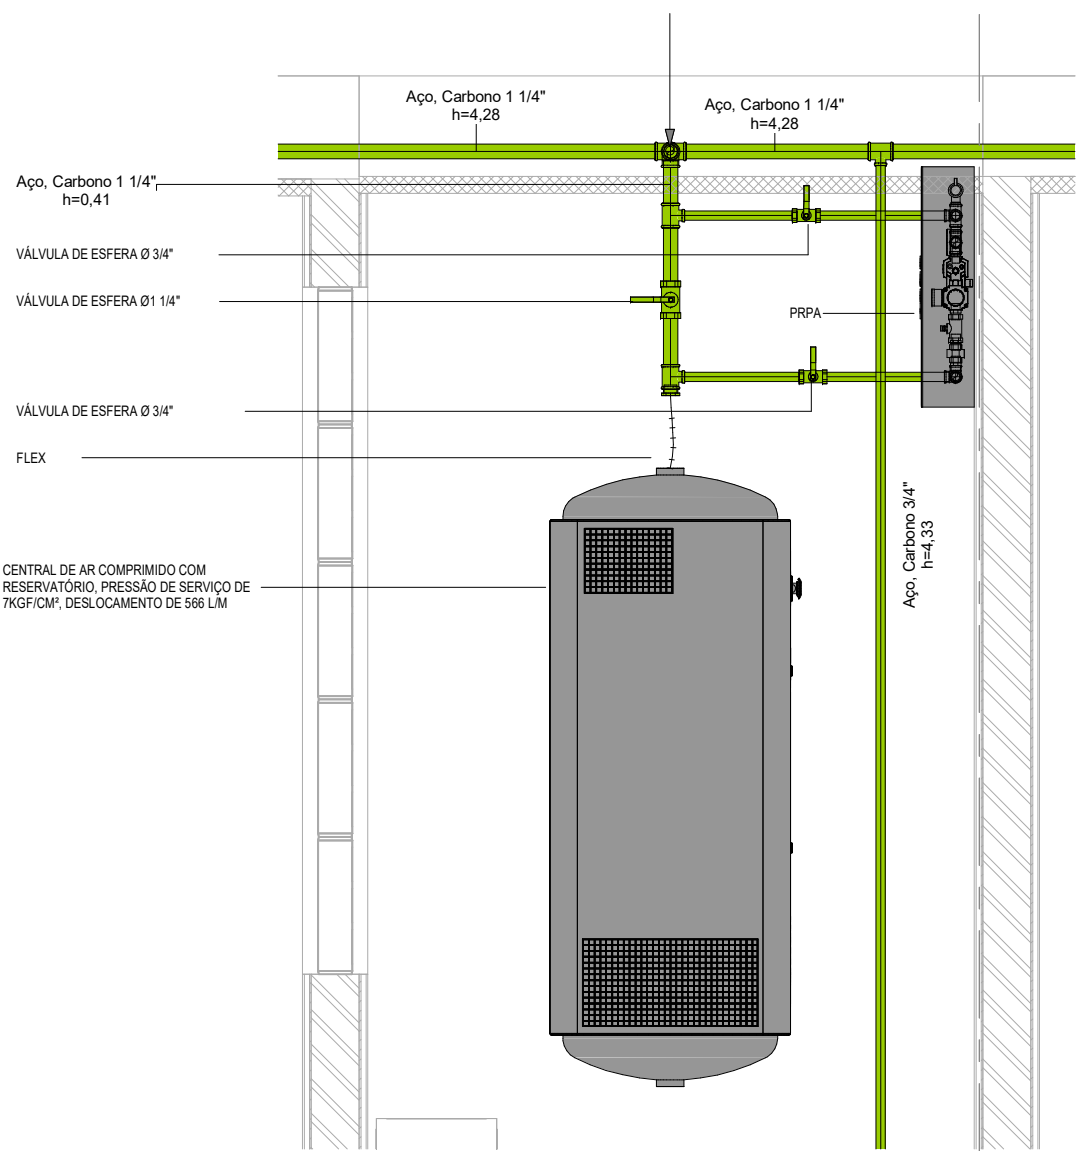 Aço, Carbono 1 1/4"
h=4,28
Aço, Carbono 1 1/4"
h=4,28
Aço, Carbono 1 1/4"
h=0,41
VÁLVULA DE ESFERA Ø 3/4"
VÁLVULA DE ESFERA Ø1 1/4"
PRPA
VÁLVULA DE ESFERA Ø 3/4"
FLEX
Aço, Carbono 3/4"
h=4,33
CENTRAL DE AR COMPRIMIDO COM
RESERVATÓRIO, PRESSÃO DE SERVIÇO DE
7KGF/CM², DESLOCAMENTO DE 566 L/M